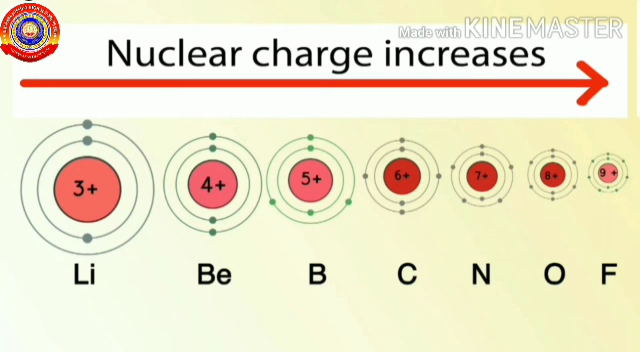 Made with KINEMASTER
Nuclear charge increases
3+ 4+ 5+ 6+ 7+ 8+ 9 +
Li Be B C N O F